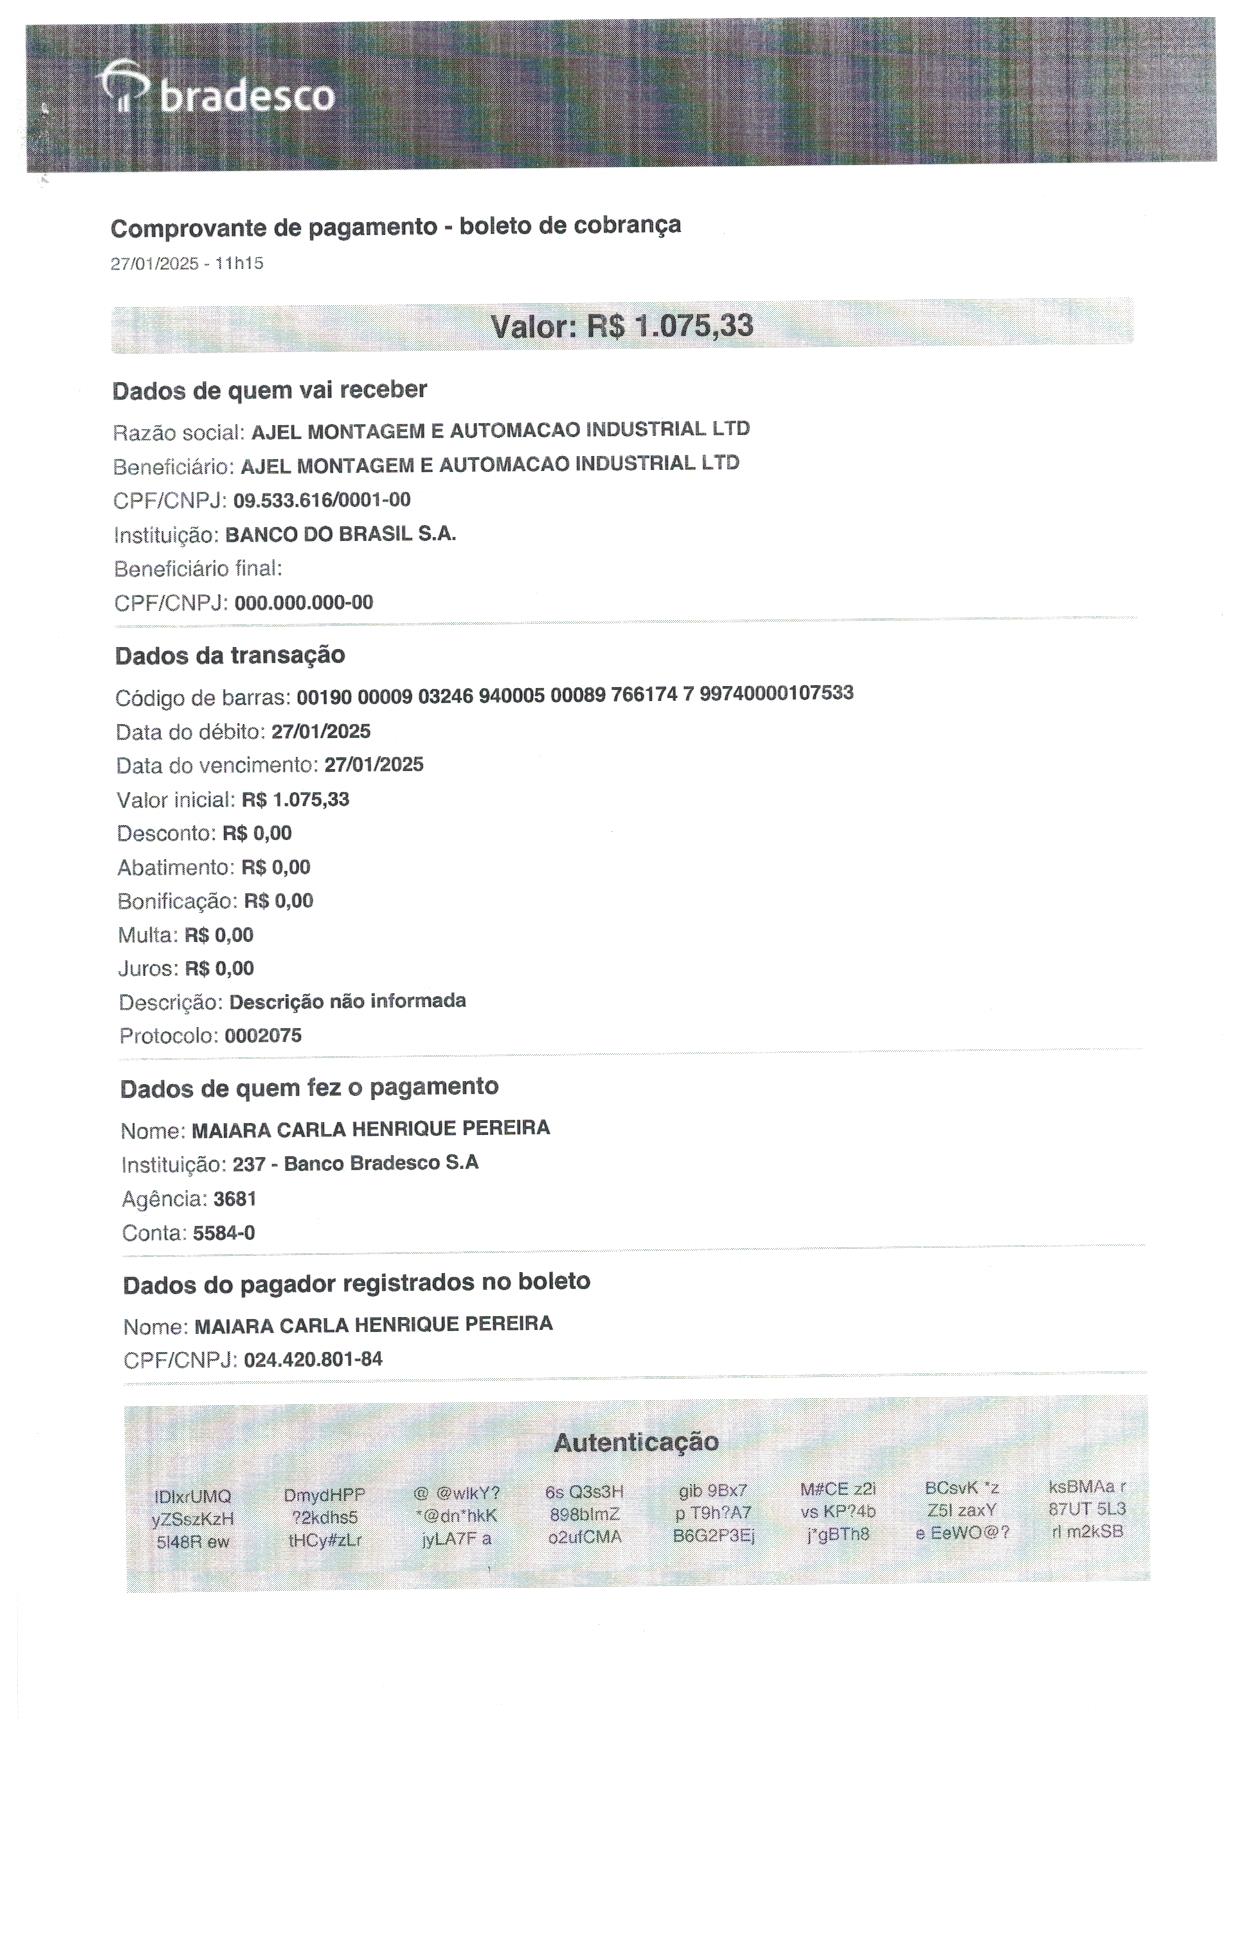 bradesco
Comprovante de pagamento - boleto de cobrança
27/01/2025 - 11h15
Valor: R$ 1.075,33
Dados de quem vai receber
Razão social: AJEL MONTAGEM E AUTOMACAO INDUSTRIAL LTD
Beneficiário: AJEL MONTAGEM E AUTOMACAO INDUSTRIAL LTD
CPF/CNPJ: 09.533.616/0001-00
Instituição: BANCO DO BRASIL S.A.
Beneficiário final:
CPF/CNPJ: 000.000.000-00
Dados da transação
Código de barras: 00190 00009 03246 940005 00089 766174 7 99740000107533
Data do débito: 27/01/2025
Data do vencimento: 27/01/2025
Valor inicial: R$ 1.075,33
Desconto: R$ 0,00
Abatimento: R$ 0,00
Bonificação: R$ 0,00
Multa: R$ 0,00
Juros: R$ 0,00
Descrição: Descrição não informada
Protocolo: 0002075
Dados de quem fez o pagamento
Nome: MAIARA CARLA HENRIQUE PEREIRA
Instituição: 237 - Banco Bradesco S.A
Agência: 3681
Conta: 5584-0
Dados do pagador registrados no boleto
Nome: MAIARA CARLA HENRIQUE PEREIRA
CPF/CNPJ: 024.420.801-84
Autenticação
IDlxrUMQ DmydHPP @ @wlkY? 6s Q3s3H gib 9Bx7 M#CE z2i BCsvK *z ksBMAa r
yZSszKzH ?2kdhs5 *@dn*hkK 898blmZ p T9h?A7 vs KP?4b Z5l zaxY 87UT 5L3
5l48R ew tHCy#zLr jyLA7F a o2ufCMA B6G2P3Ej j*gBTh8 e EeWO@? rl m2kSB